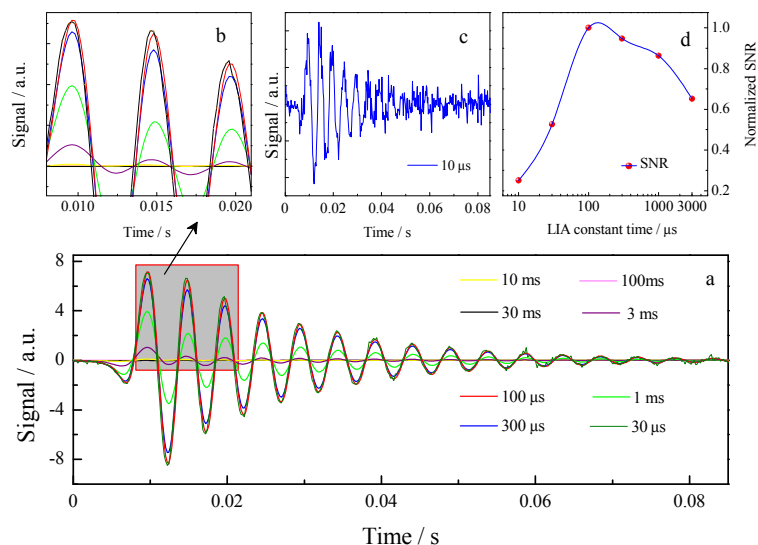 b
Signal / a.u.
0.010 0.015 0.020
Time / s
c
Signal / a.u.
10 µs
0 0.02 0.04 0.06 0.08
Time / s
d
1.0
0.8
0.6
0.4
0.2
Normalized SNR
SNR
10 100 1000 3000
LIA constant time / µs
a
8
4
0
-4
-8
Signal / a.u.
10 ms 100ms
30 ms 3 ms
100 µs 1 ms
300 µs 30 µs
0 0.02 0.04 0.06 0.08
Time / s